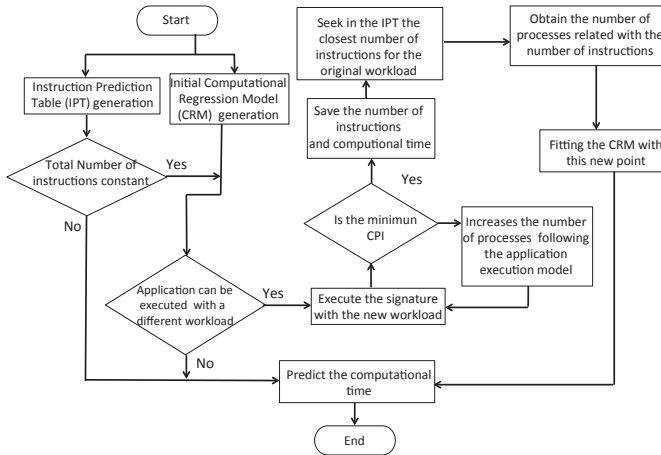 Start
Instruction Prediction
Table (IPT) generation
Initial Computational
Regression Model
(CRM) generation
Total Number of
instructions constant
Yes
No
Application can be
executed with a
different workload
Yes
No
Seek in the IPT the
closest number of
instructions for the
original workload
Save the number of
instructions
and computional time
Yes
Is the minimun
CPI
Execute the signature
with the new workload
Increases the number
of processes following
the application
execution model
Obtain the number of
processes related with the
number of instructions
Fitting the CRM with
this new point
Predict the computational
time
End